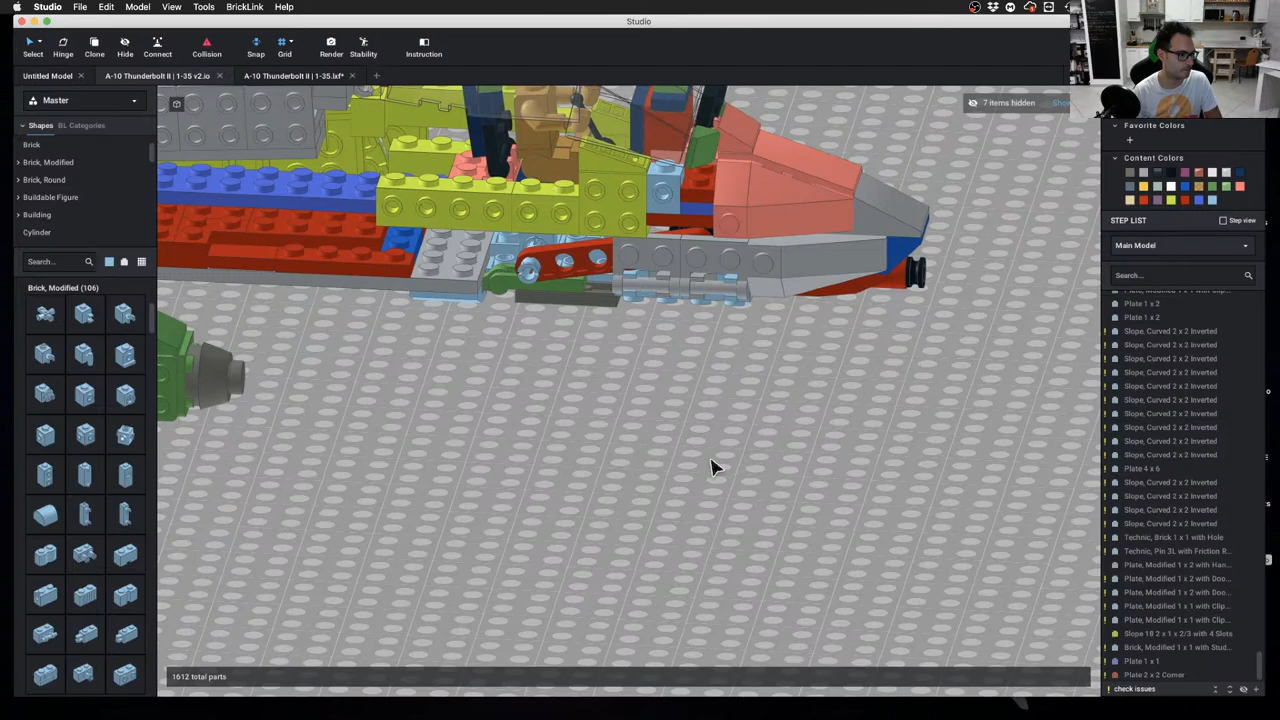 Studio File Edit Model View Tools BrickLink Help
Studio
Select Hinge Clone Hide Connect Collision Snap Grid Render Stability Instruction
Untitled Model A-10 Thunderbolt II | 1-35 v2.io A-10 Thunderbolt II | 1-35.lxf*
Master
7 items hidden
Shapes BL Categories
Brick
Brick, Modified
Brick, Round
Buildable Figure
Building
Cylinder
Search...
Brick, Modified (106)
1612 total parts
Favorite Colors
Content Colors
STEP LIST Step view
Main Model
Search...
Plate 1 x 2
Plate 1 x 2
Slope, Curved 2 x 2 Inverted
Slope, Curved 2 x 2 Inverted
Slope, Curved 2 x 2 Inverted
Slope, Curved 2 x 2 Inverted
Slope, Curved 2 x 2 Inverted
Slope, Curved 2 x 2 Inverted
Slope, Curved 2 x 2 Inverted
Slope, Curved 2 x 2 Inverted
Slope, Curved 2 x 2 Inverted
Slope, Curved 2 x 2 Inverted
Plate 4 x 6
Slope, Curved 2 x 2 Inverted
Slope, Curved 2 x 2 Inverted
Slope, Curved 2 x 2 Inverted
Slope, Curved 2 x 2 Inverted
Technic, Brick 1 x 1 with Hole
Technic, Pin 3L with Friction R...
Plate, Modified 1 x 2 with Han...
Plate, Modified 1 x 2 with Doo...
Plate, Modified 1 x 2 with Doo...
Plate, Modified 1 x 1 with Clip...
Plate, Modified 1 x 1 with Clip...
Slope 18 2 x 1 x 2/3 with 4 Slots
Brick, Modified 1 x 1 with Stud...
Plate 1 x 1
Plate 2 x 2 Corner
check issues